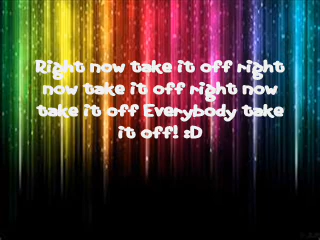 Right now take it off right
now take it off right now
take it off Everybody take
it off! :D